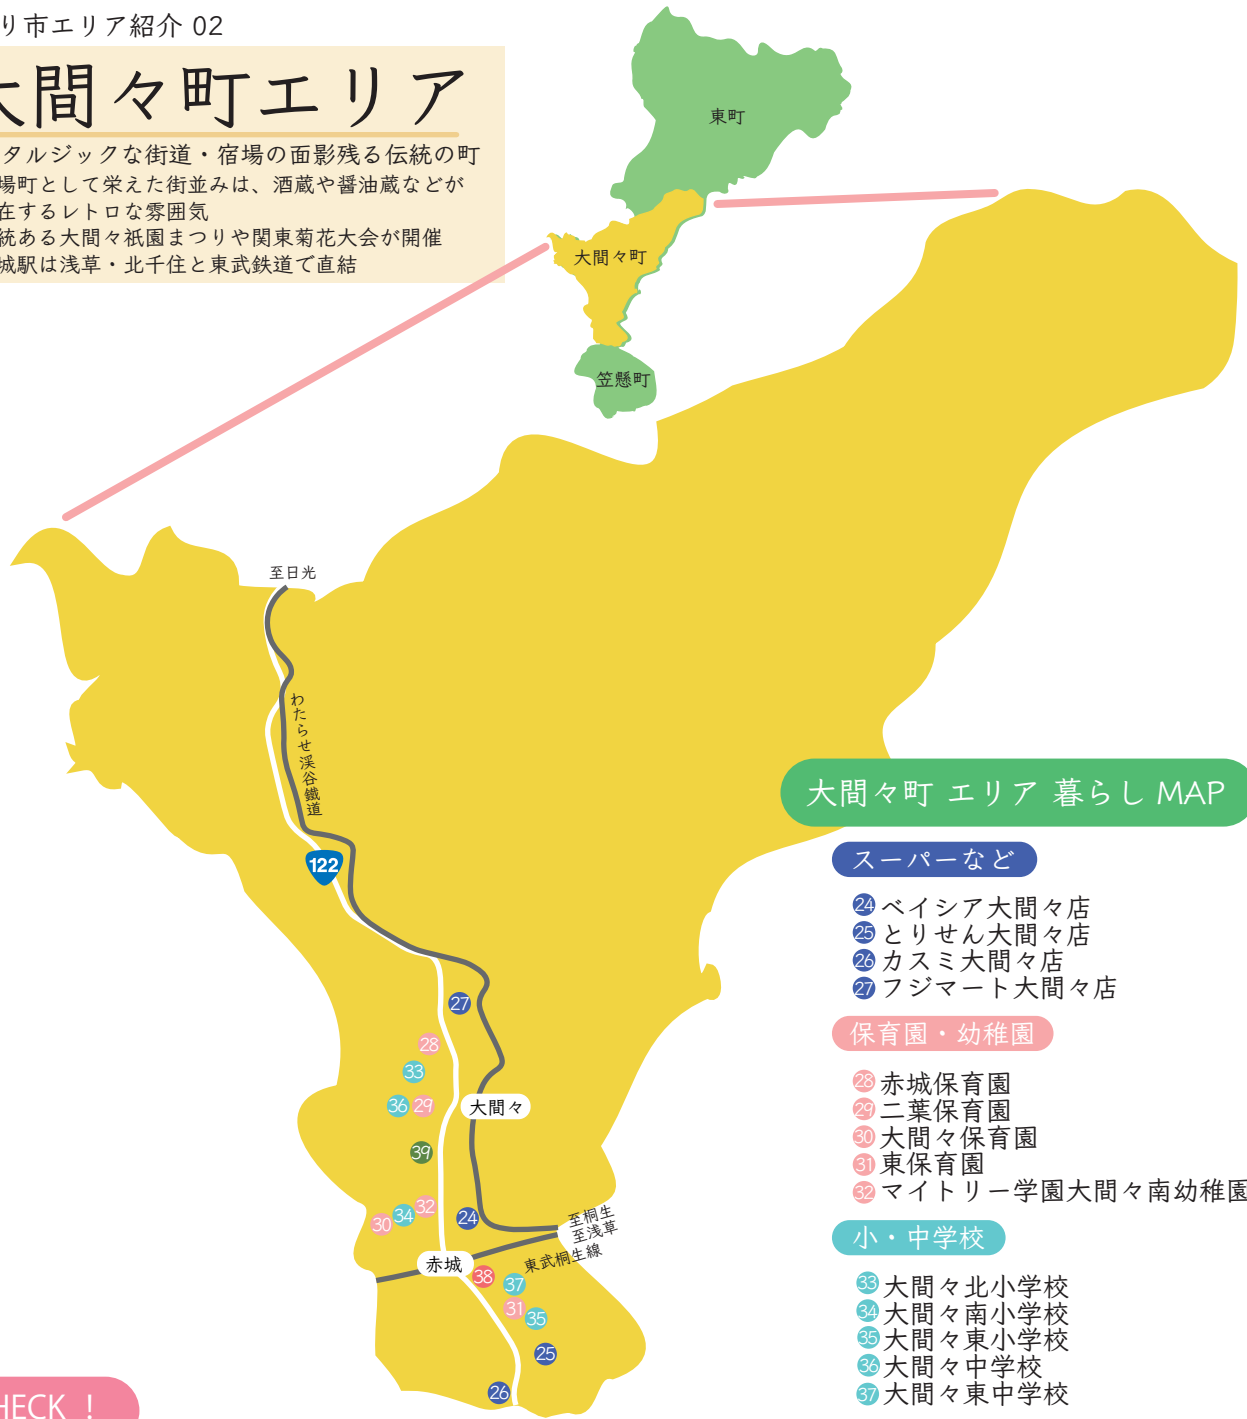 り市エリア紹介 02
大間々町エリア
タルジックな街道・宿場の面影残る伝統の町
場町として栄えた街並みは、酒蔵や醤油蔵などが
在するレトロな雰囲気
統ある大間々祇園まつりや関東菊花大会が開催
城駅は浅草・北千住と東武鉄道で直結
東町
大間々町
笠懸町
至日光
わたらせ渓谷鐵道
122
27
28
33
36 29
大間々
39
32
34
30
24
至桐生
至浅草
東武桐生線
赤城
38
37
31
35
25
26
大間々町 エリア 暮らし MAP
スーパーなど
24 ベイシア大間々店
25 とりせん大間々店
26 カスミ大間々店
27 フジマート大間々店
保育園・幼稚園
28 赤城保育園
29 二葉保育園
30 大間々保育園
31 東保育園
32 マイトリー学園大間々南幼稚園
小・中学校
33 大間々北小学校
34 大間々南小学校
35 大間々東小学校
36 大間々中学校
37 大間々東中学校
HECK !